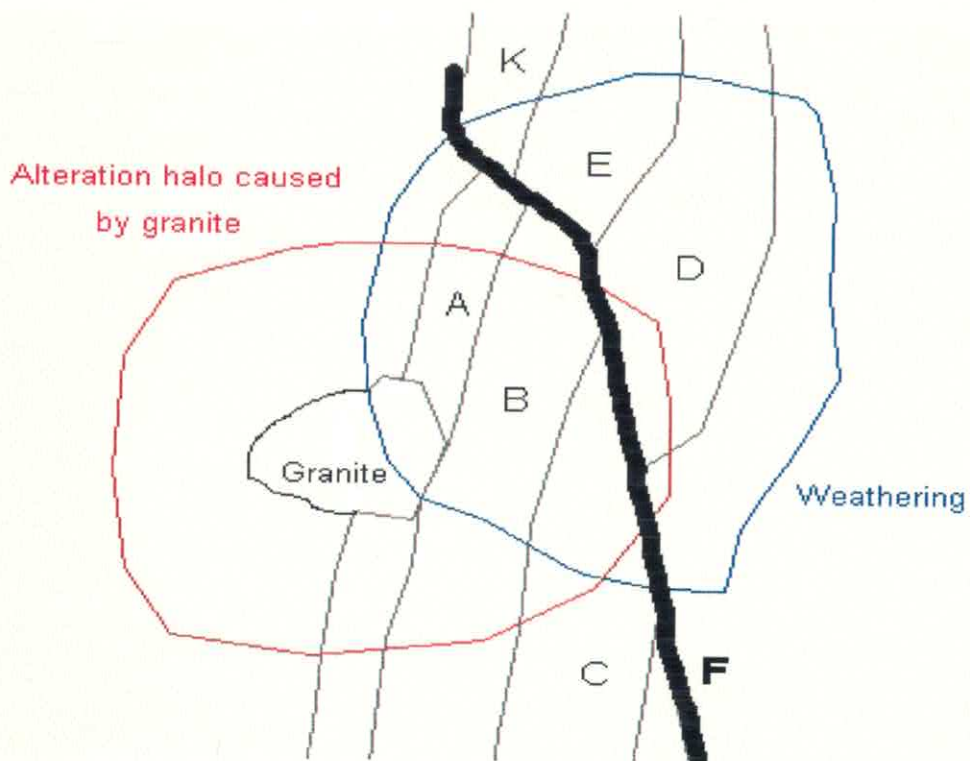 K
E
Alteration halo caused
by granite
D
A
B
Granite
Weathering
C
F